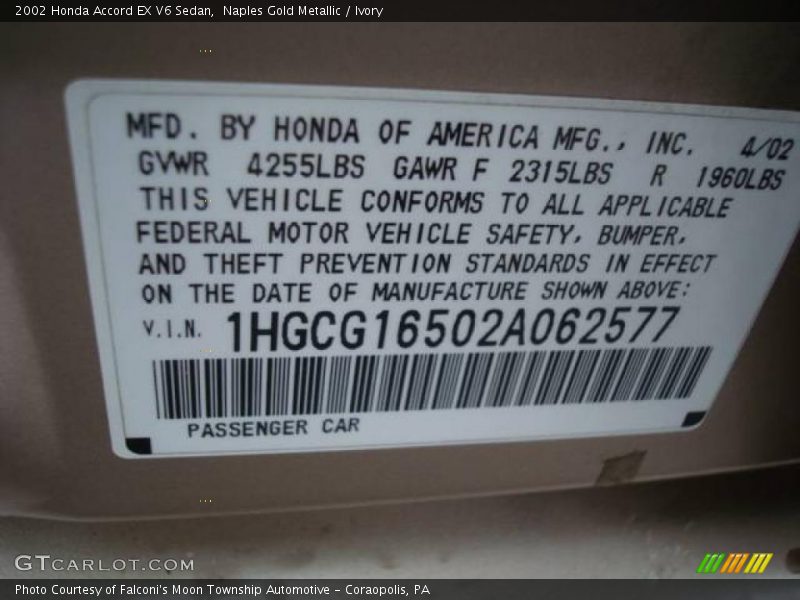 2002 Honda Accord EX V6 Sedan,  Naples Gold Metallic / Ivory
MFD. BY HONDA OF AMERICA MFG., INC. 4/02
GVWR 4255LBS GAWR F 2315LBS R 1960LBS
THIS VEHICLE CONFORMS TO ALL APPLICABLE
FEDERAL MOTOR VEHICLE SAFETY, BUMPER,
AND THEFT PREVENTION STANDARDS IN EFFECT
ON THE DATE OF MANUFACTURE SHOWN ABOVE:
V.I.N. 1HGCG16502A062577
PASSENGER CAR
GTCARLOT.COM
Photo Courtesy of Falconi's Moon Township Automotive – Coraopolis, PA